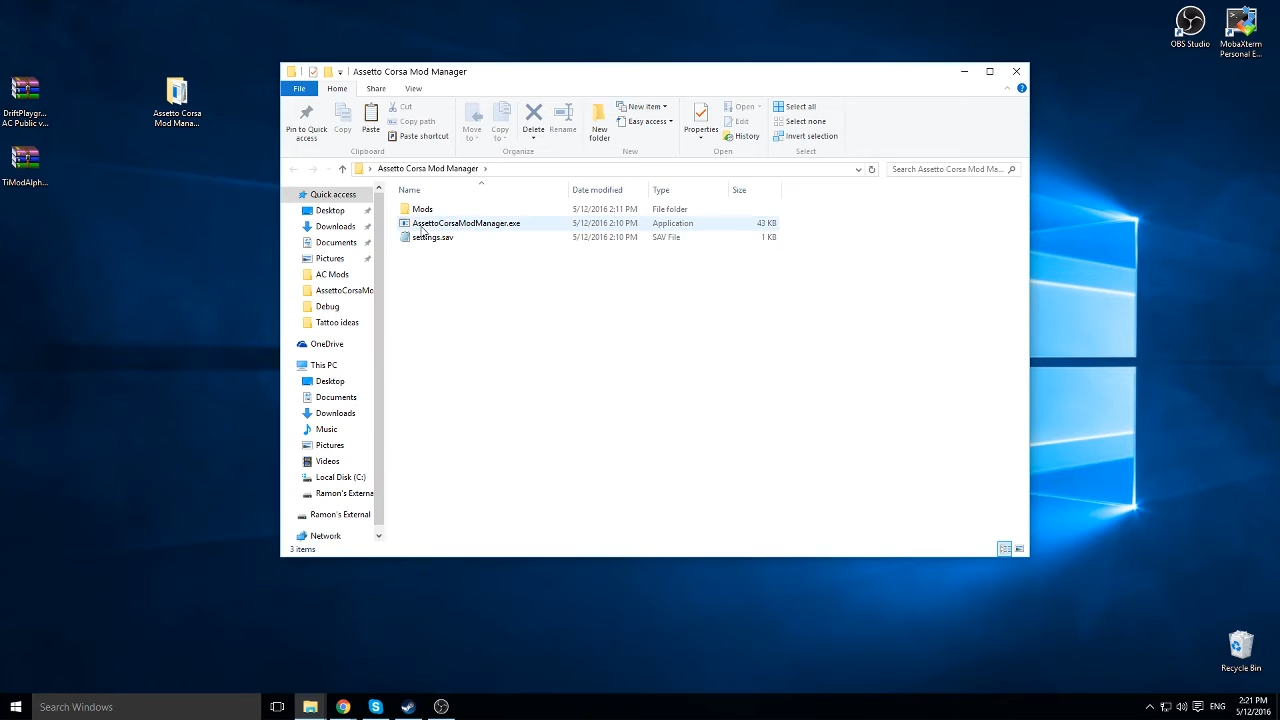 OBS Studio
MobaXterm
Personal E...
DriftPlaygr...
AC Public v...
TiModAlph...
Assetto Corsa
Mod Mana...
Assetto Corsa Mod Manager
File
Home
Share
View
Pin to Quick
access
Copy
Paste
Cut
Copy path
Paste shortcut
Clipboard
Move
to
Copy
to
Delete
Rename
Organize
New
folder
New item
Easy access
New
Properties
Open
Edit
History
Open
Select all
Select none
Invert selection
Select
Assetto Corsa Mod Manager
Search Assetto Corsa Mod Ma...
Name
Date modified
Type
Size
Mods
5/12/2016 2:11 PM
File folder
AssettoCorsaModManager.exe
5/12/2016 2:10 PM
Application
43 KB
settings.sav
5/12/2016 2:10 PM
SAV File
1 KB
Quick access
Desktop
Downloads
Documents
Pictures
AC Mods
AssettoCorsaMo
Debug
Tattoo ideas
OneDrive
This PC
Desktop
Documents
Downloads
Music
Pictures
Videos
Local Disk (C:)
Ramon's Externa
Ramon's External
Network
3 items
Recycle Bin
Search Windows
ENG
2:21 PM
5/12/2016